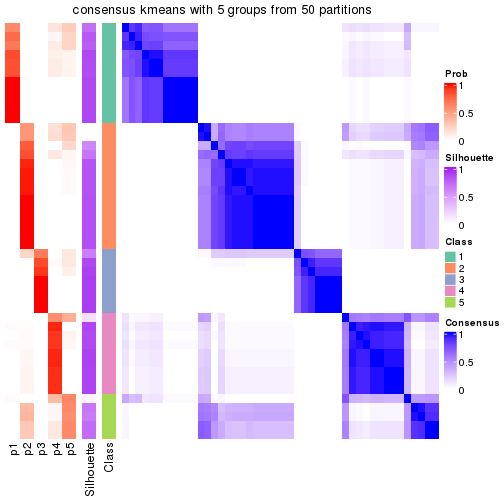 consensus kmeans with 5 groups from 50 partitions
p1
p2
p3
p4
p5
Silhouette
Class
Prob
1
0.5
0
Silhouette
1
0.5
0
Class
1
2
3
4
5
Consensus
1
0.5
0